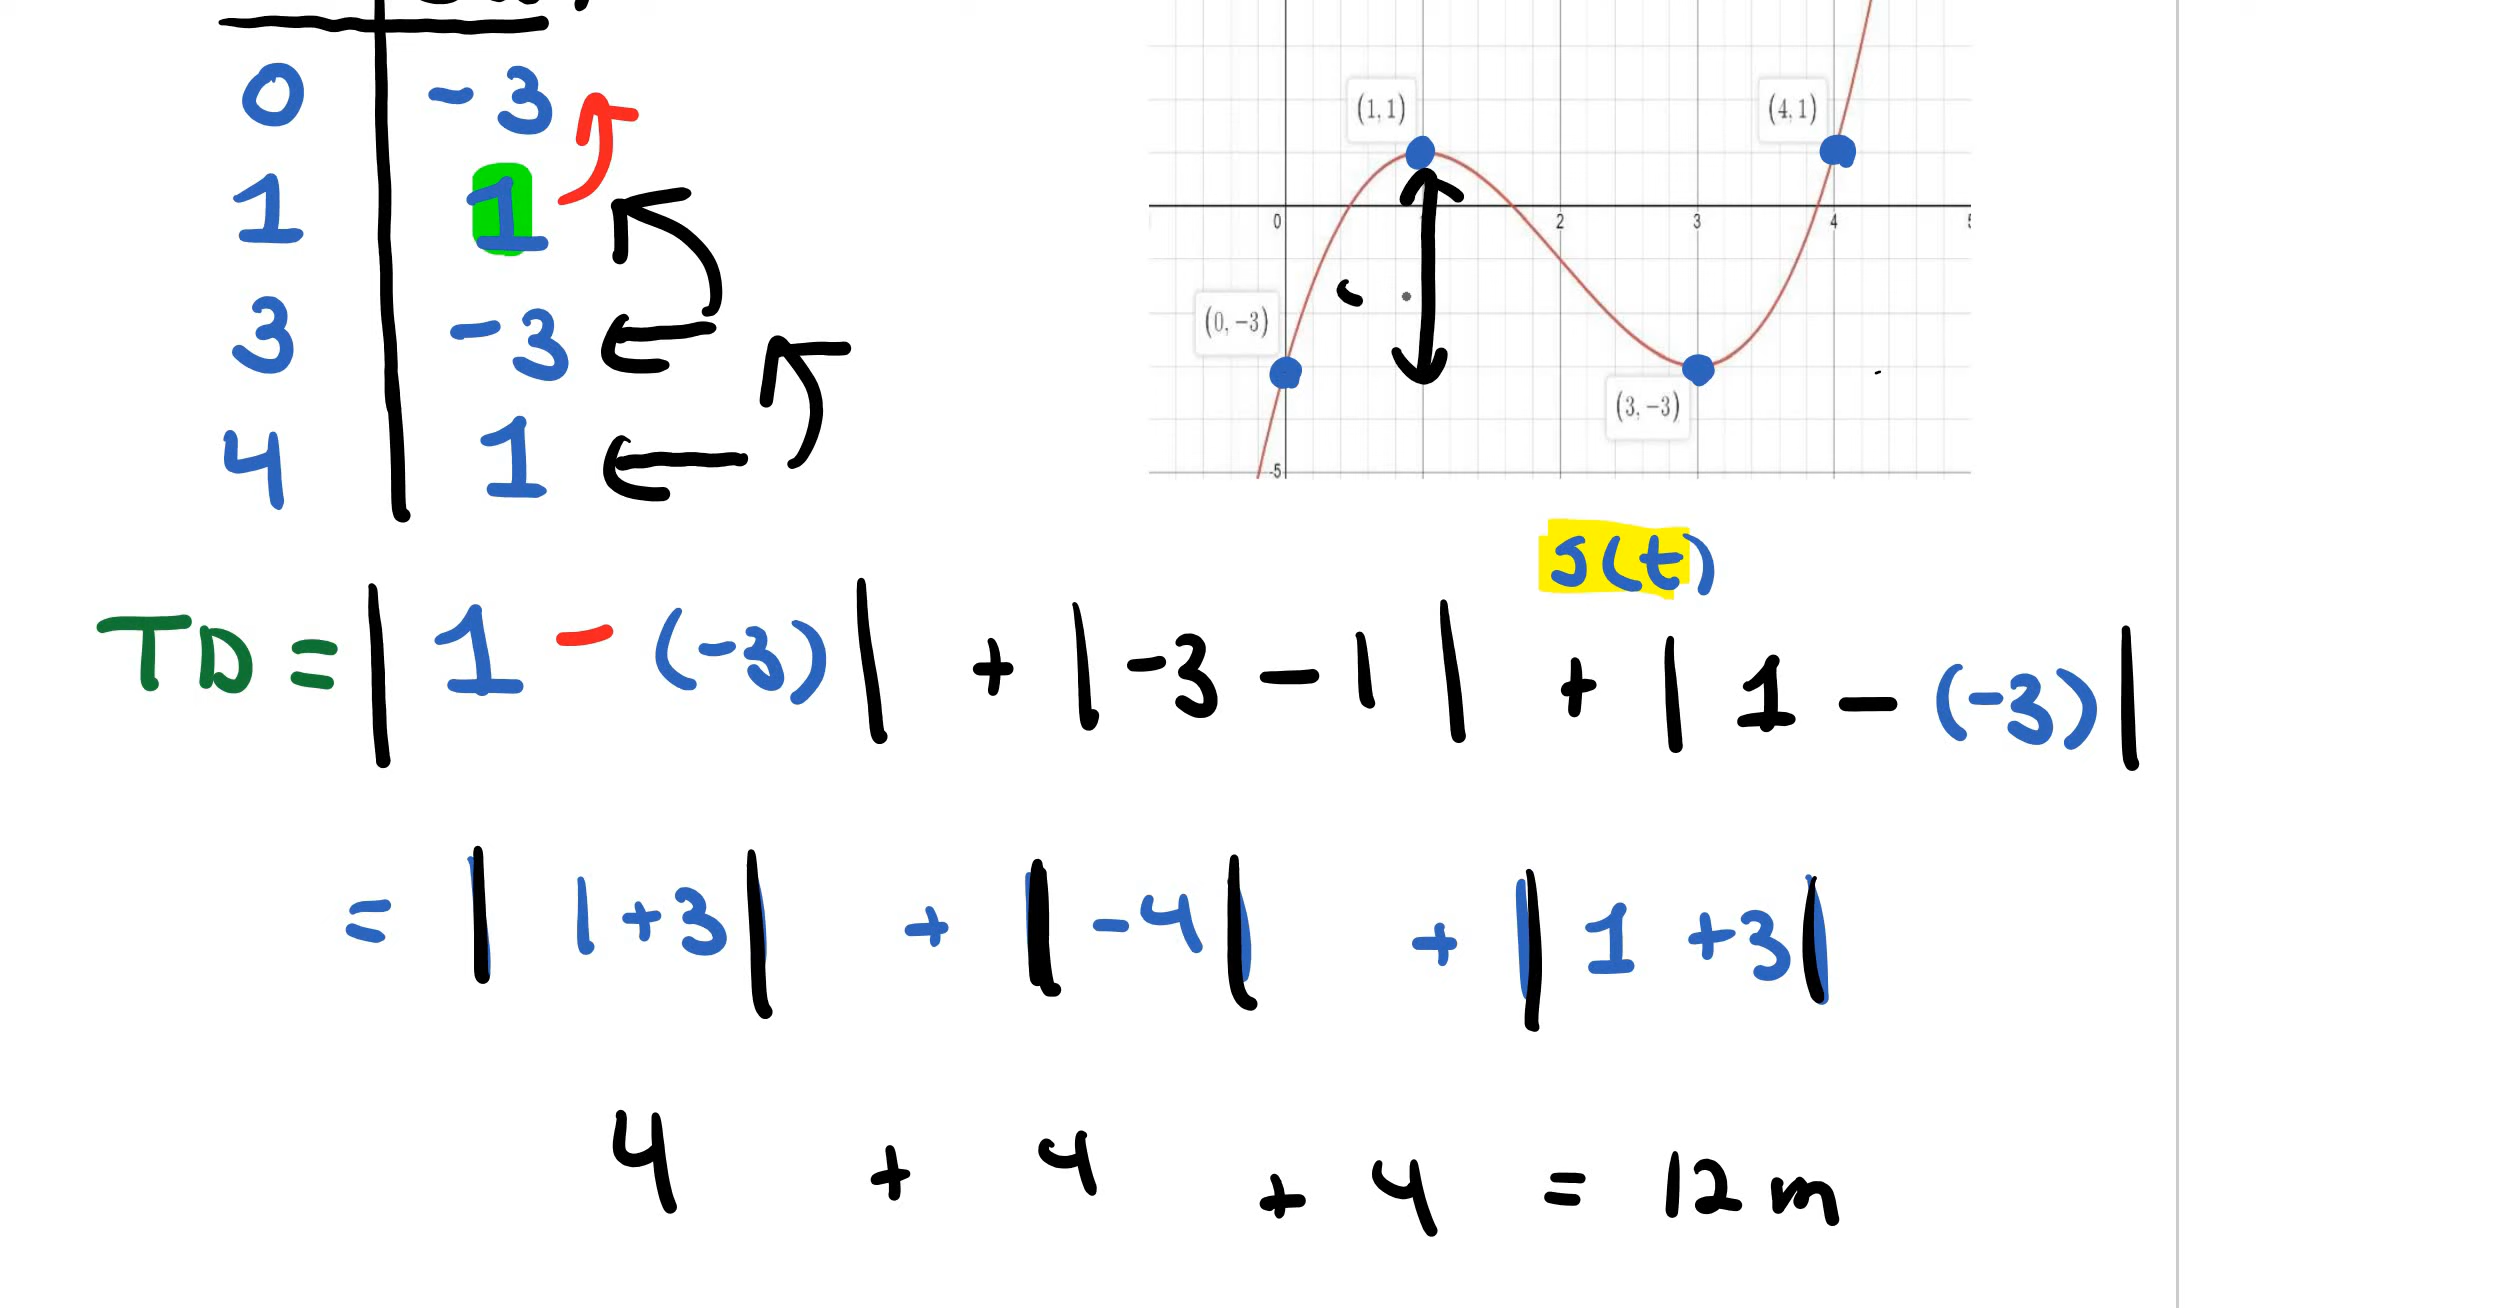 0 -3
1 1
3 -3
4 1
(1, 1)
(4, 1)
0 2 3 4
(0, −3)
(3, −3)
-5
S(t)
TD = | 1 - (-3) | + | -3 - 1 | + | 1 - (-3) |
= | 1+3 | + | -4 | + | 1 +3 |
4 + 4 + 4 = 12 m